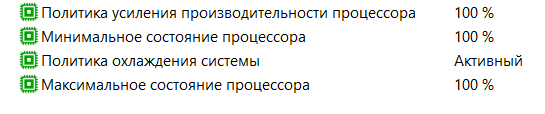 Политика усиления производительности процессора 100 %
Минимальное состояние процессора 100 %
Политика охлаждения системы Активный
Максимальное состояние процессора 100 %